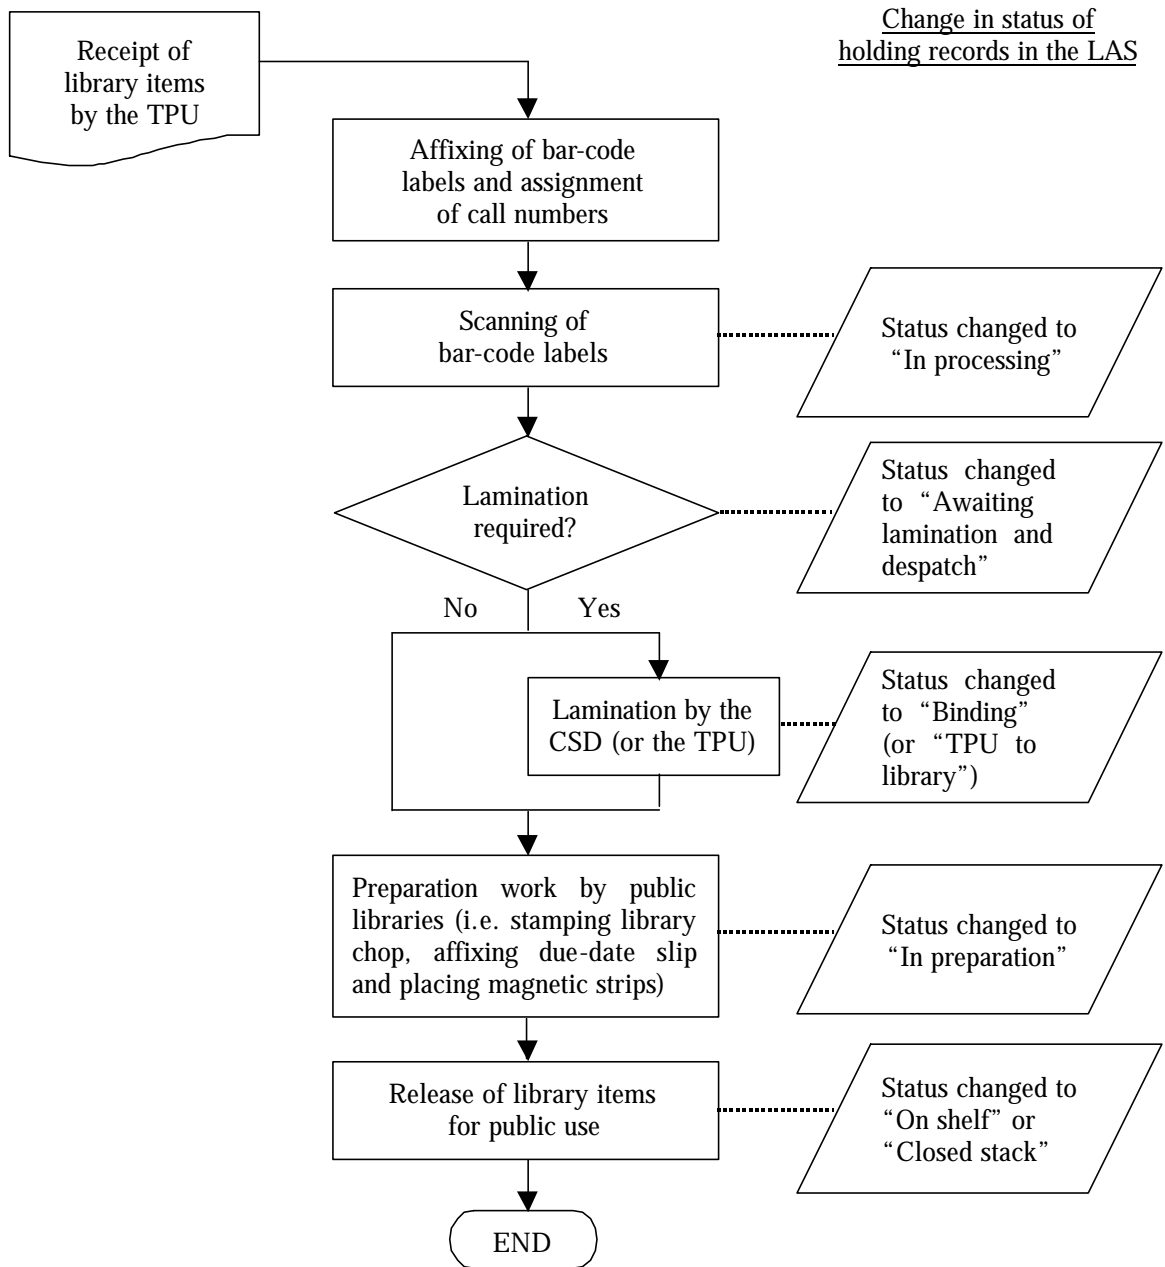 Change in status of
holding records in the LAS
Receipt of
library items
by the TPU
Affixing of bar-code
labels and assignment
of call numbers
Scanning of
bar-code labels
Status changed to
“In processing”
Lamination
required?
Status changed
to “Awaiting
lamination and
despatch”
No Yes
Lamination by the
CSD (or the TPU)
Status changed
to “Binding”
(or “TPU to
library”)
Preparation work by public
libraries (i.e. stamping library
chop, affixing due-date slip
and placing magnetic strips)
Status changed to
“In preparation”
Release of library items
for public use
Status changed to
“On shelf” or
“Closed stack”
END